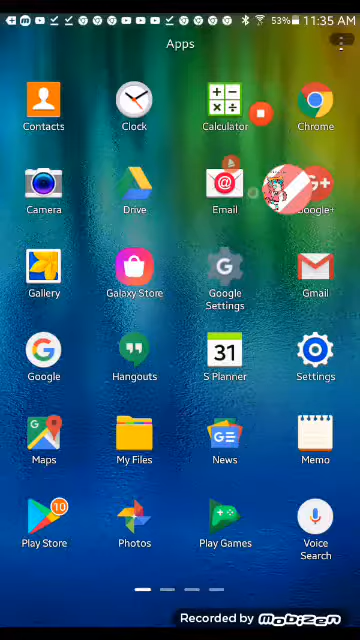 53% 11:35 AM
Apps
Contacts
Clock
Calculator
Chrome
Camera
Drive
Email
Google+
Gallery
Galaxy Store
Google
Settings
Gmail
Google
Hangouts
31
S Planner
Settings
Maps
My Files
News
Memo
10
Play Store
Photos
Play Games
Voice
Search
Recorded by Mobizen